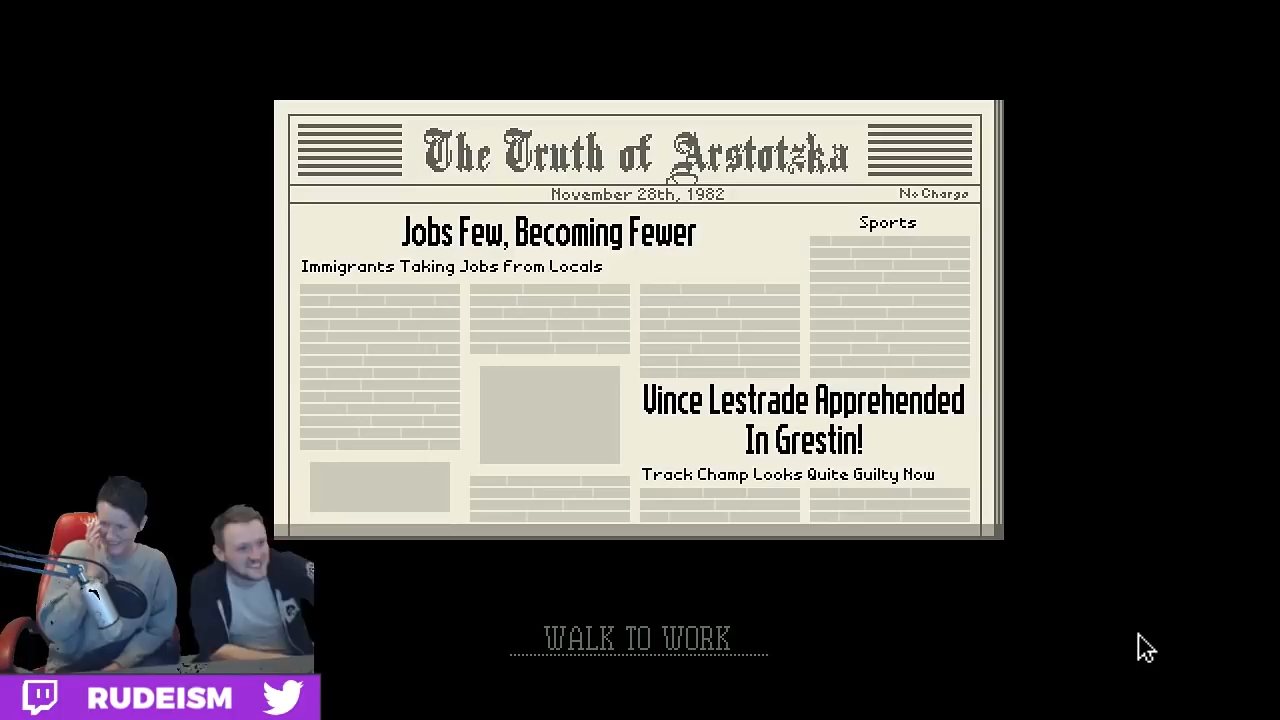 The Truth of Arstotzka
November 28th, 1982
No Charge
Jobs Few, Becoming Fewer
Immigrants Taking Jobs From Locals
Sports
Vince Lestrade Apprehended
In Grestin!
Track Champ Looks Quite Guilty Now
WALK TO WORK
RUDEISM